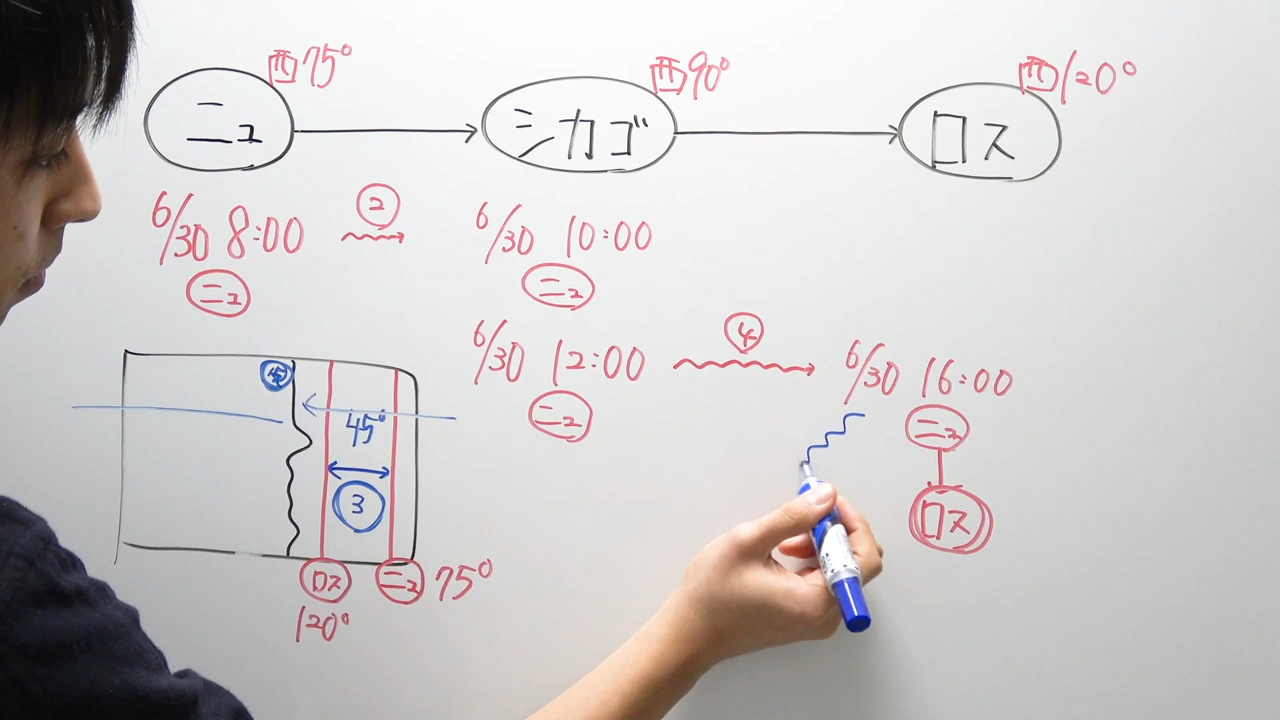 西75° 西90° 西120°
ニュ シカゴ ロス
6/30 8:00 ② 6/30 10:00
ニュ ニュ
6/30 12:00 ④ 6/30 16:00
ニュ ニュ
ロス
45°
3
ロス ニュ 75°
120°